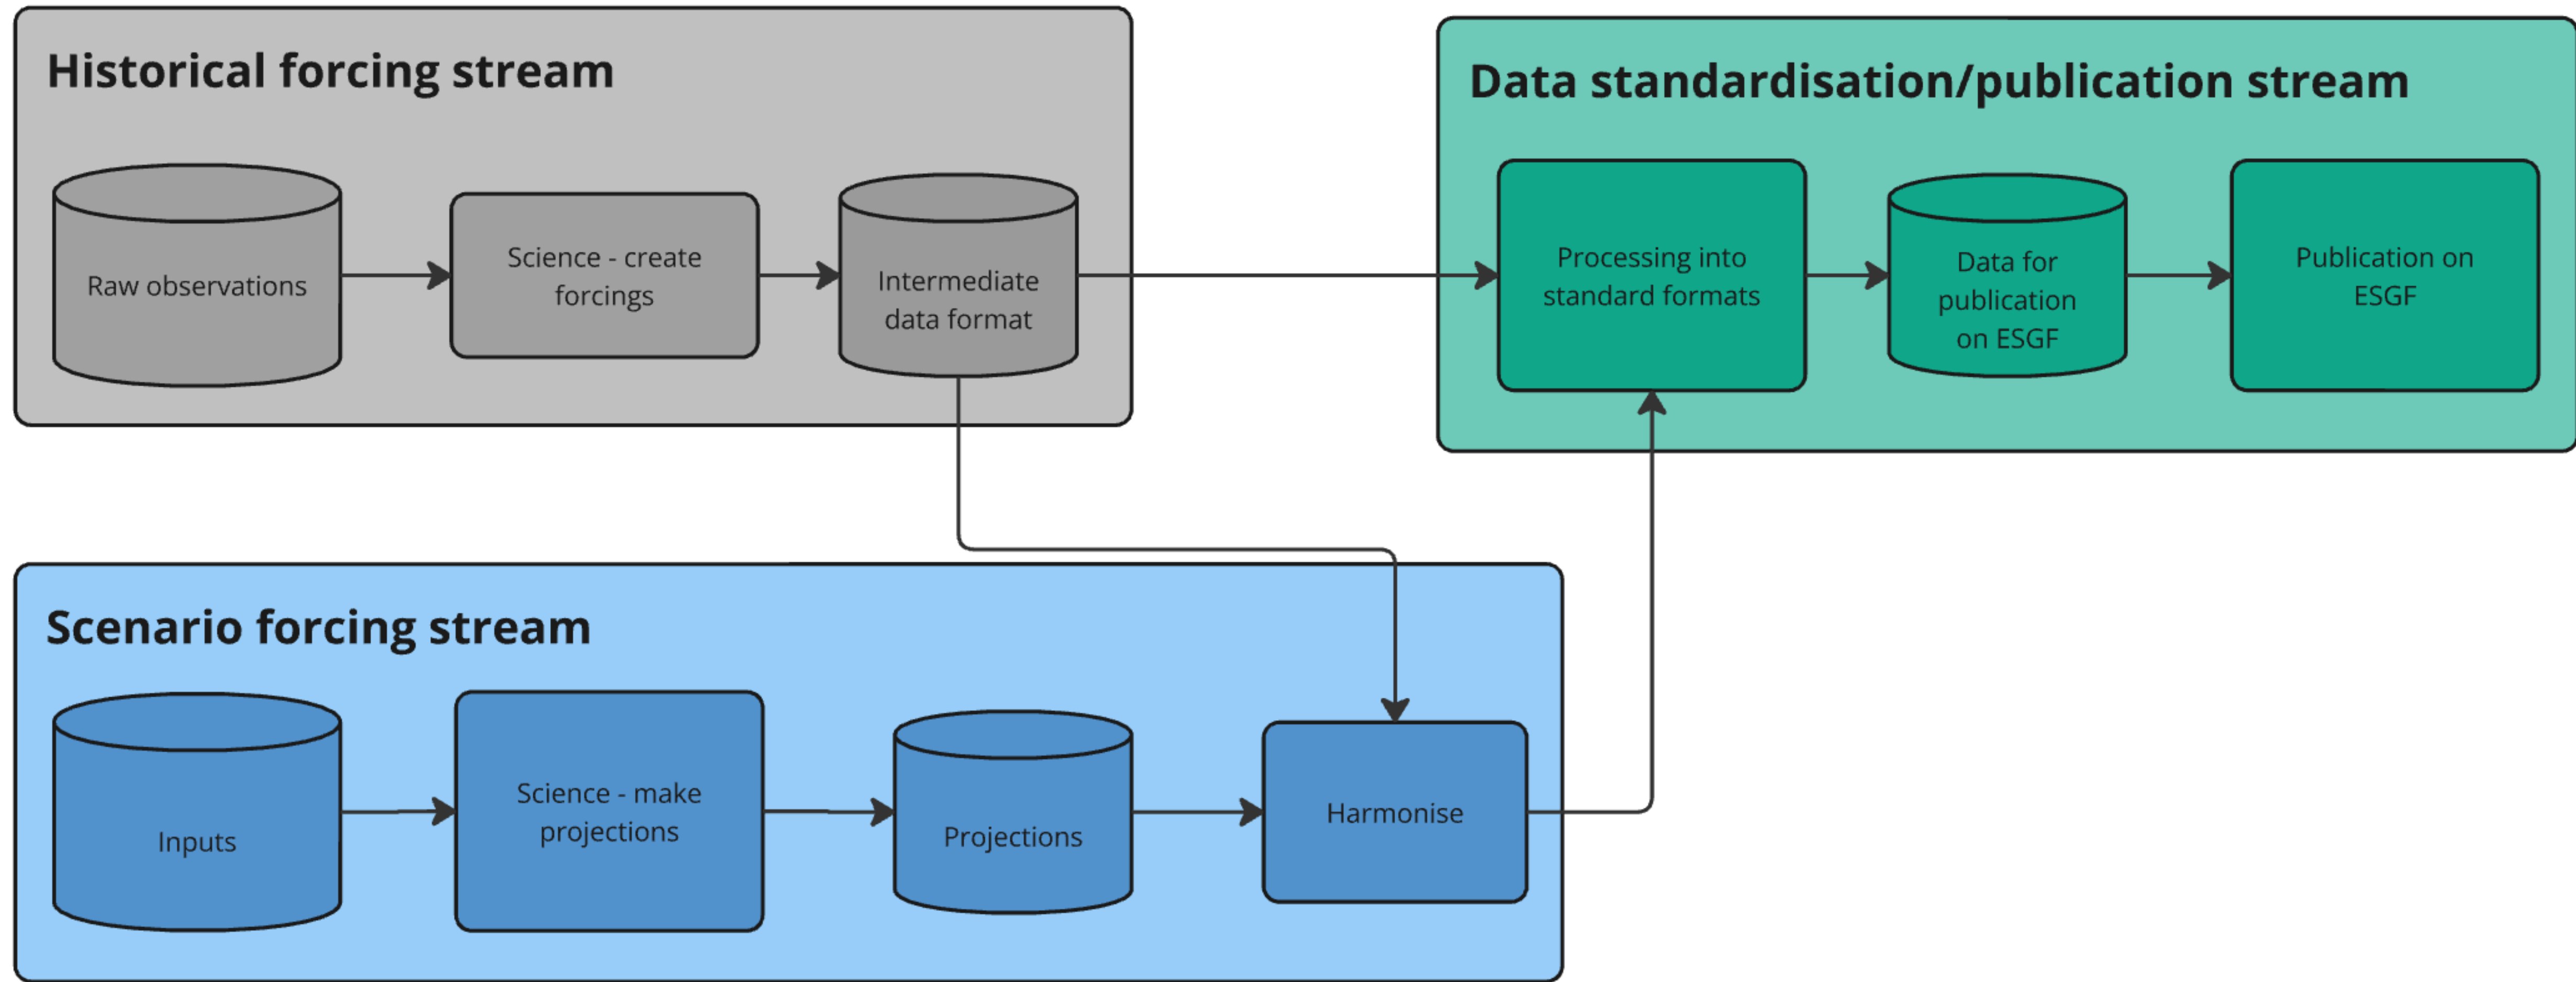 Historical forcing stream
Raw observations
Science - create
forcings
Intermediate
data format
Data standardisation/publication stream
Processing into
standard formats
Data for
publication
on ESGF
Publication on
ESGF
Scenario forcing stream
Inputs
Science - make
projections
Projections
Harmonise